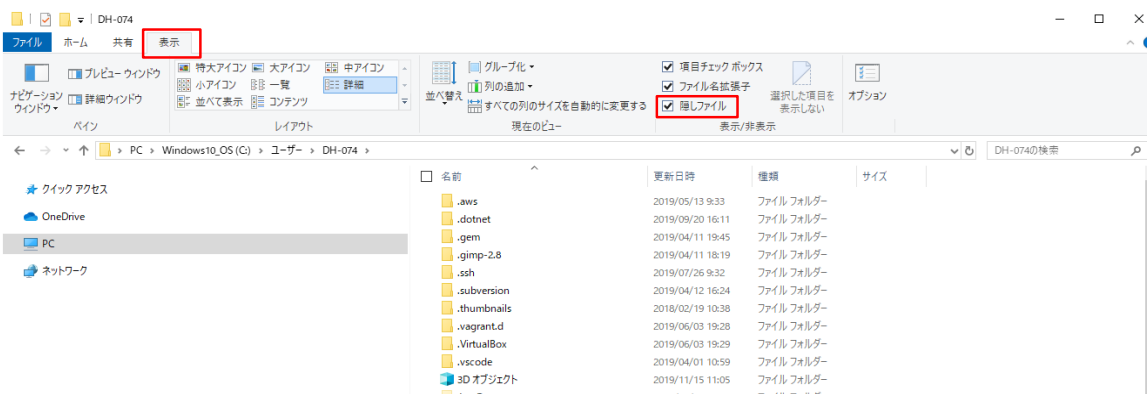 DH-074
ファイル ホーム 共有 表示
ナビゲーション ウィンドウ
プレビュー ウィンドウ
詳細ウィンドウ
ペイン
特大アイコン 大アイコン 中アイコン
小アイコン 一覧 詳細
並べて表示 コンテンツ
レイアウト
並べ替え
グループ化
列の追加
すべての列のサイズを自動的に変更する
現在のビュー
項目チェック ボックス
ファイル名拡張子
隠しファイル
選択した項目を
表示しない
表示/非表示
オプション
PC > Windows10_OS (C:) > ユーザー > DH-074 >
DH-074の検索
クイック アクセス
OneDrive
PC
ネットワーク
名前 更新日時 種類 サイズ
.aws 2019/05/13 9:33 ファイル フォルダー
.dotnet 2019/09/20 16:11 ファイル フォルダー
.gem 2019/04/11 19:45 ファイル フォルダー
.gimp-2.8 2019/04/11 18:19 ファイル フォルダー
.ssh 2019/07/26 9:32 ファイル フォルダー
.subversion 2019/04/12 16:24 ファイル フォルダー
.thumbnails 2018/02/19 10:38 ファイル フォルダー
.vagrant.d 2019/06/03 19:28 ファイル フォルダー
.VirtualBox 2019/06/03 19:29 ファイル フォルダー
.vscode 2019/04/01 10:59 ファイル フォルダー
3D オブジェクト 2019/11/15 11:05 ファイル フォルダー